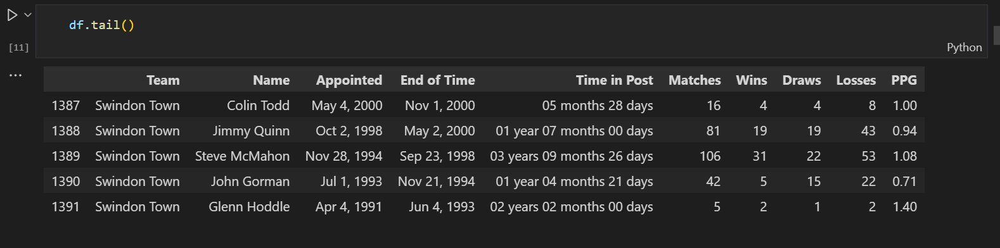 df.tail()
[11]
Python
...
Team Name Appointed End of Time Time in Post Matches Wins Draws Losses PPG
1387 Swindon Town Colin Todd May 4, 2000 Nov 1, 2000 05 months 28 days 16 4 4 8 1.00
1388 Swindon Town Jimmy Quinn Oct 2, 1998 May 2, 2000 01 year 07 months 00 days 81 19 19 43 0.94
1389 Swindon Town Steve McMahon Nov 28, 1994 Sep 23, 1998 03 years 09 months 26 days 106 31 22 53 1.08
1390 Swindon Town John Gorman Jul 1, 1993 Nov 21, 1994 01 year 04 months 21 days 42 5 15 22 0.71
1391 Swindon Town Glenn Hoddle Apr 4, 1991 Jun 4, 1993 02 years 02 months 00 days 5 2 1 2 1.40